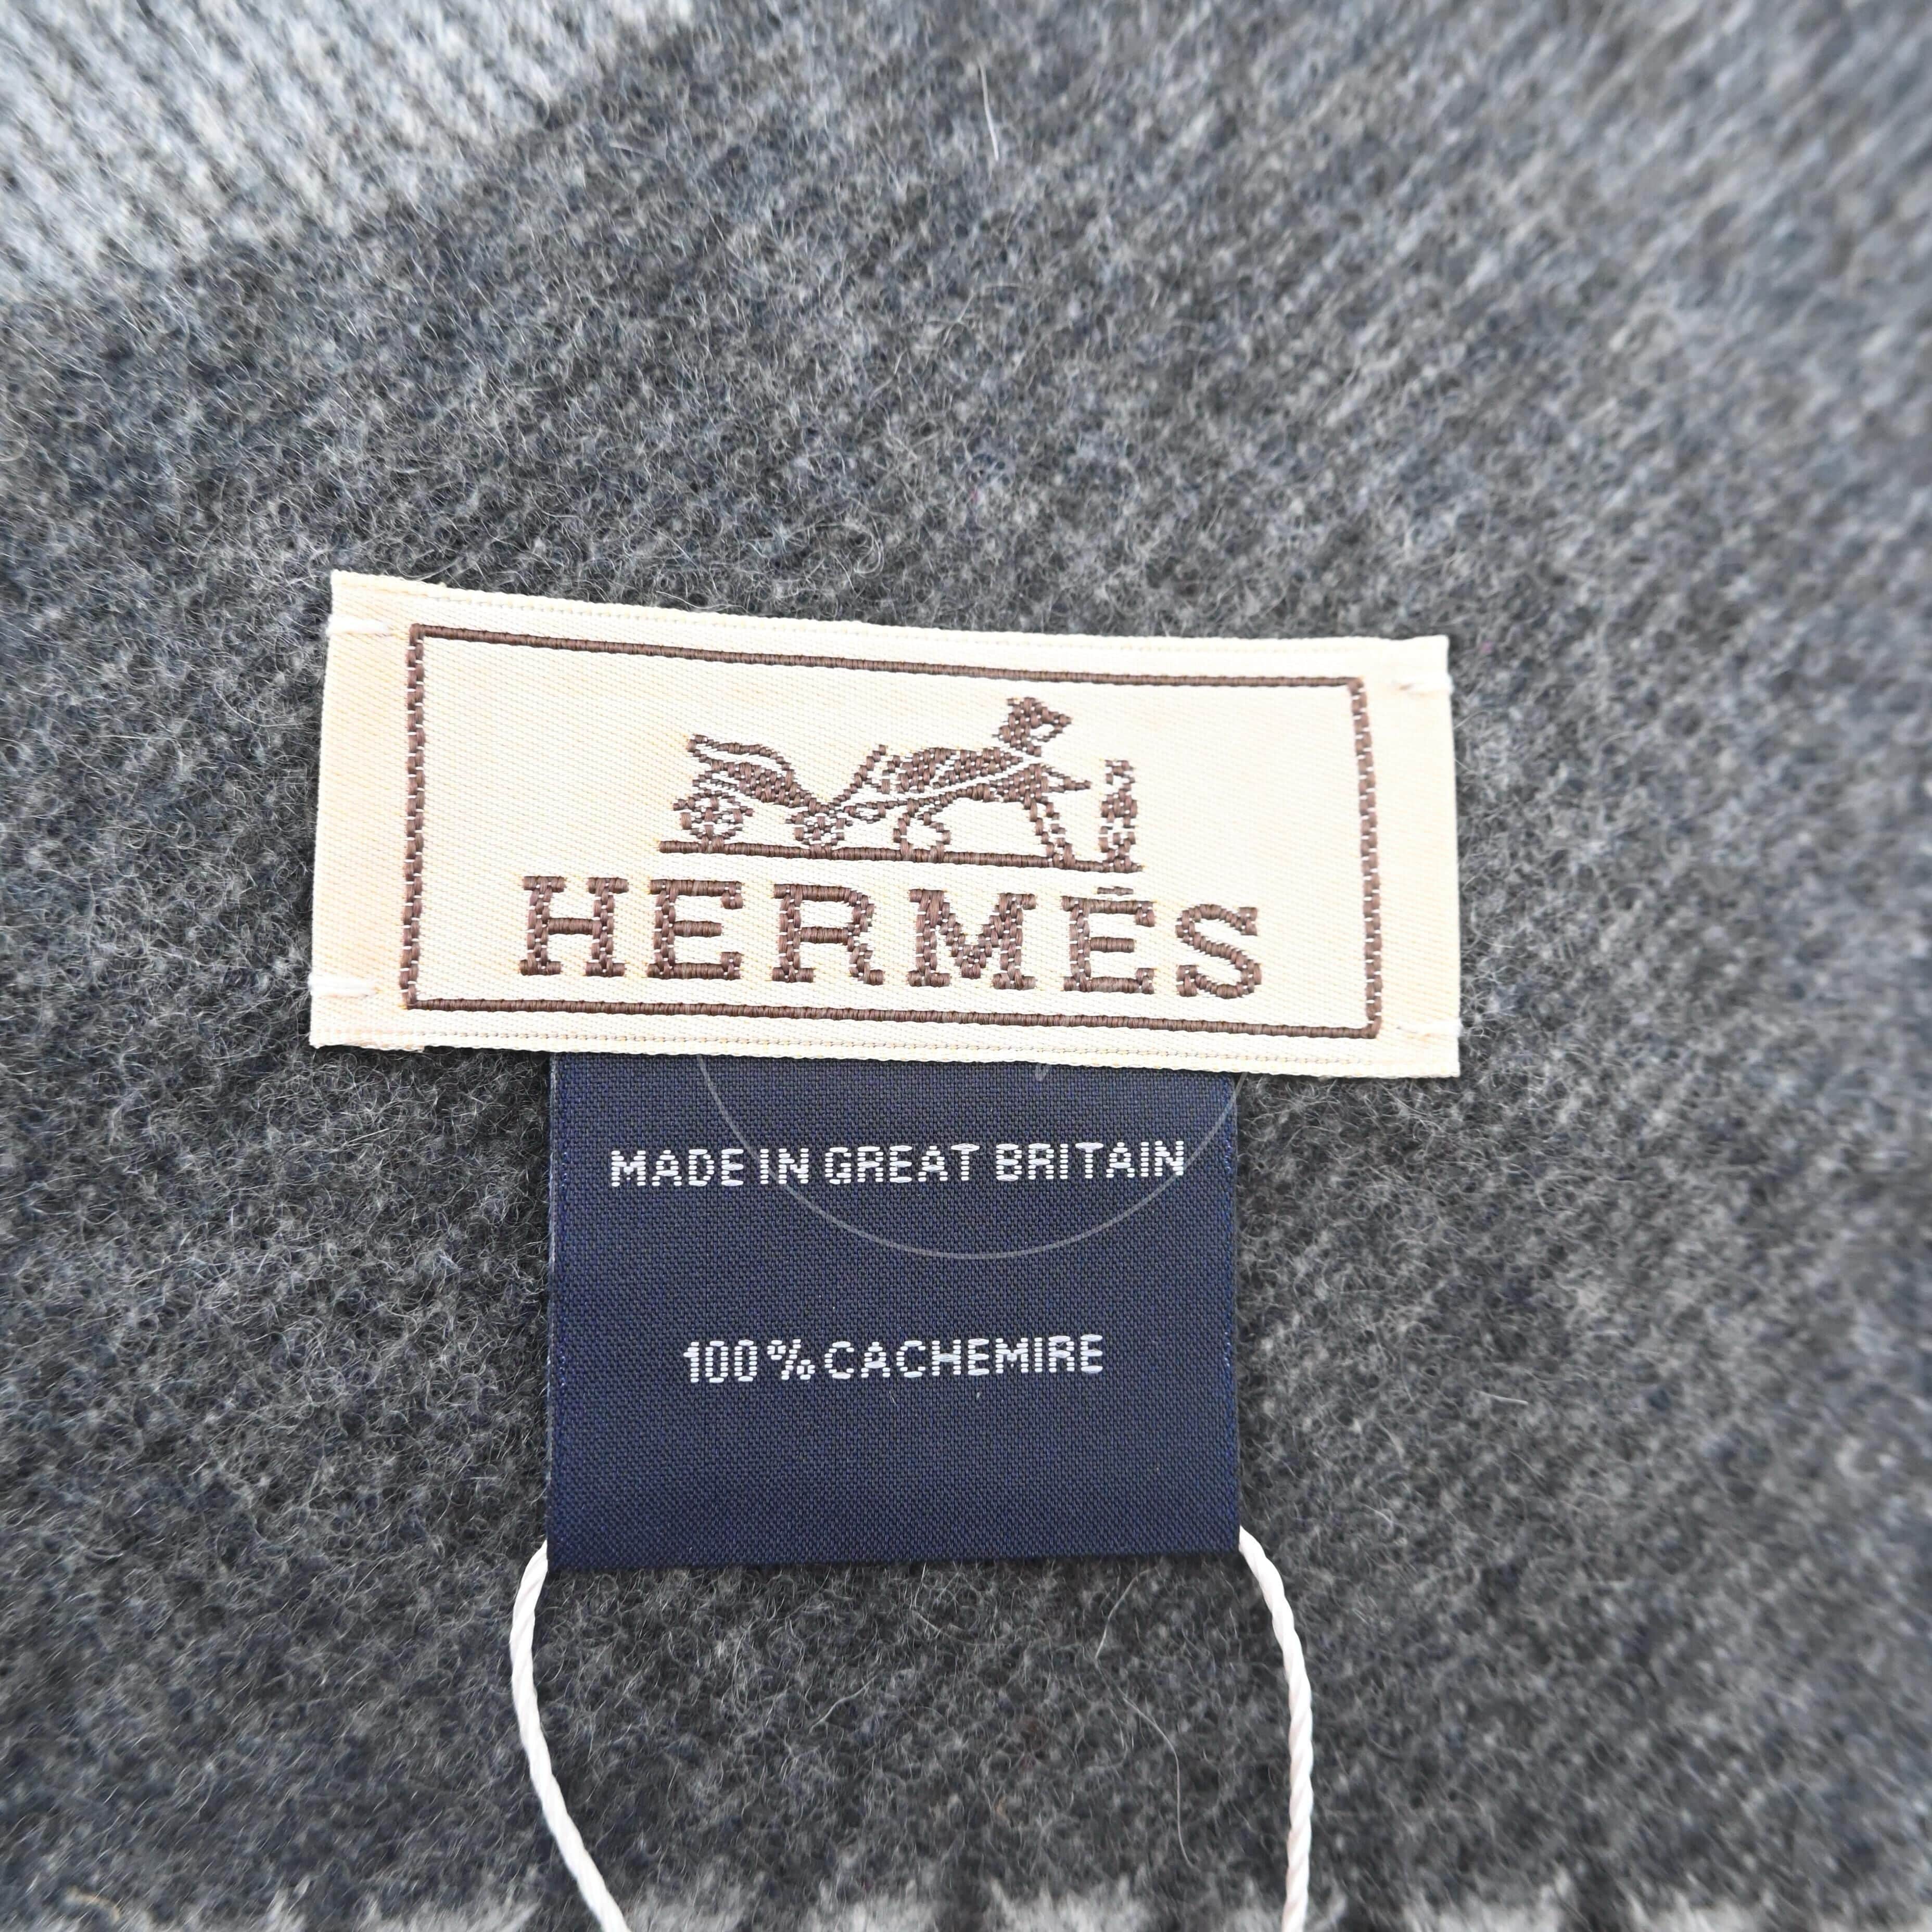 HERMÈS
MADE IN GREAT BRITAIN
100% CACHEMIRE